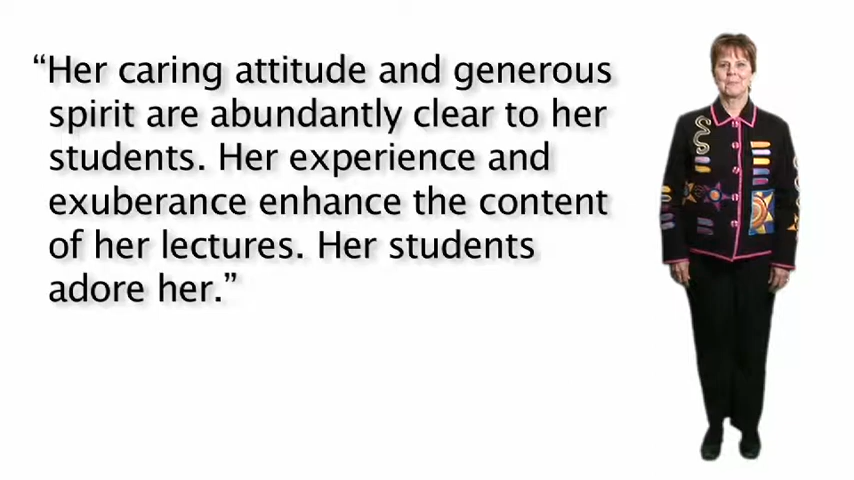 “Her caring attitude and generous
spirit are abundantly clear to her
students. Her experience and
exuberance enhance the content
of her lectures. Her students
adore her.”